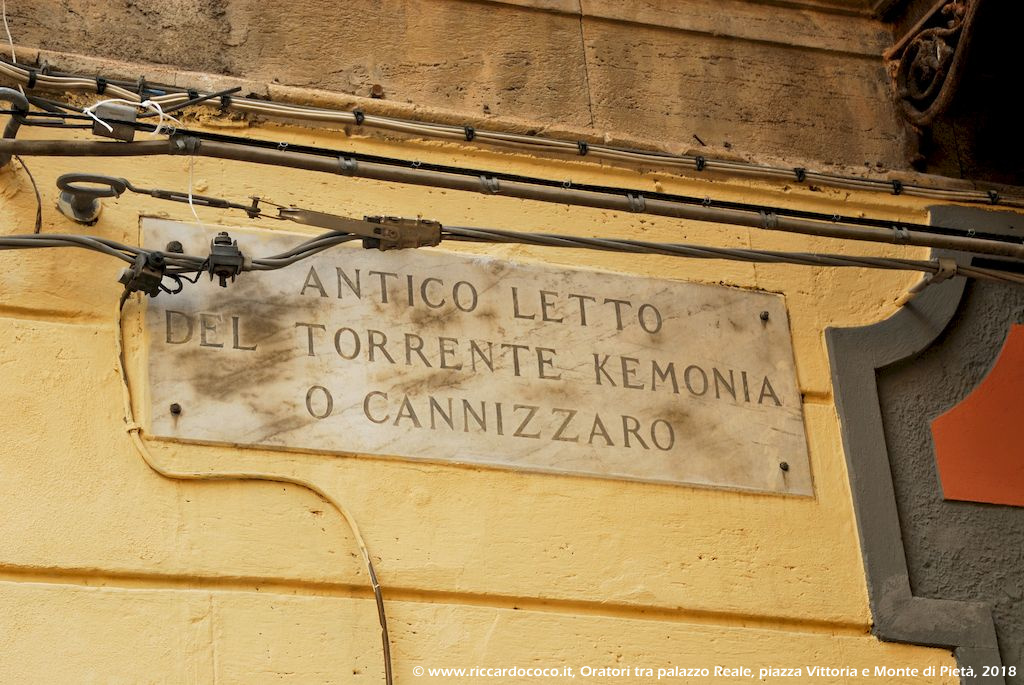 ANTICO LETTO
DEL TORRENTE KEMONIA
O CANNIZZARO
© www.riccardococo.it, Oratori tra palazzo Reale, piazza Vittoria e Monte di Pietà, 2018